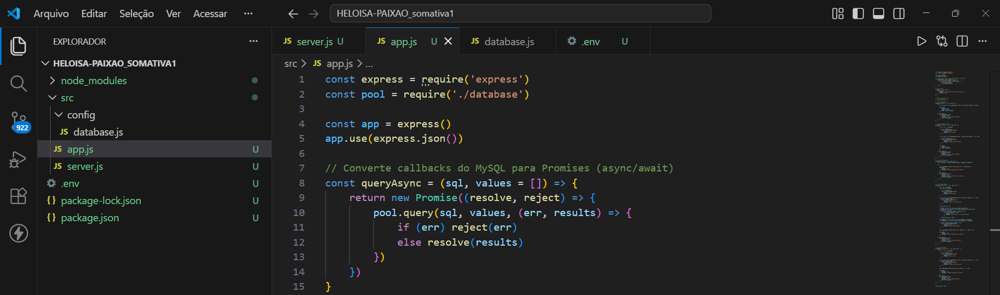 Arquivo Editar Seleção Ver Acessar ··· HELOISA-PAIXAO_somativa1
EXPLORADOR ···
HELOISA-PAIXAO_SOMATIVA1
node_modules
src
config
JS database.js
JS app.js U
JS server.js U
.env U
{} package-lock.json U
{} package.json U
922
JS server.js U JS app.js U JS database.js .env U
src > JS app.js > ...
1 const express = require('express')
2 const pool = require('./database')
3
4 const app = express()
5 app.use(express.json())
6
7 // Converte callbacks do MySQL para Promises (async/await)
8 const queryAsync = (sql, values = []) => {
9 return new Promise((resolve, reject) => {
10 pool.query(sql, values, (err, results) => {
11 if (err) reject(err)
12 else resolve(results)
13 })
14 })
15 }